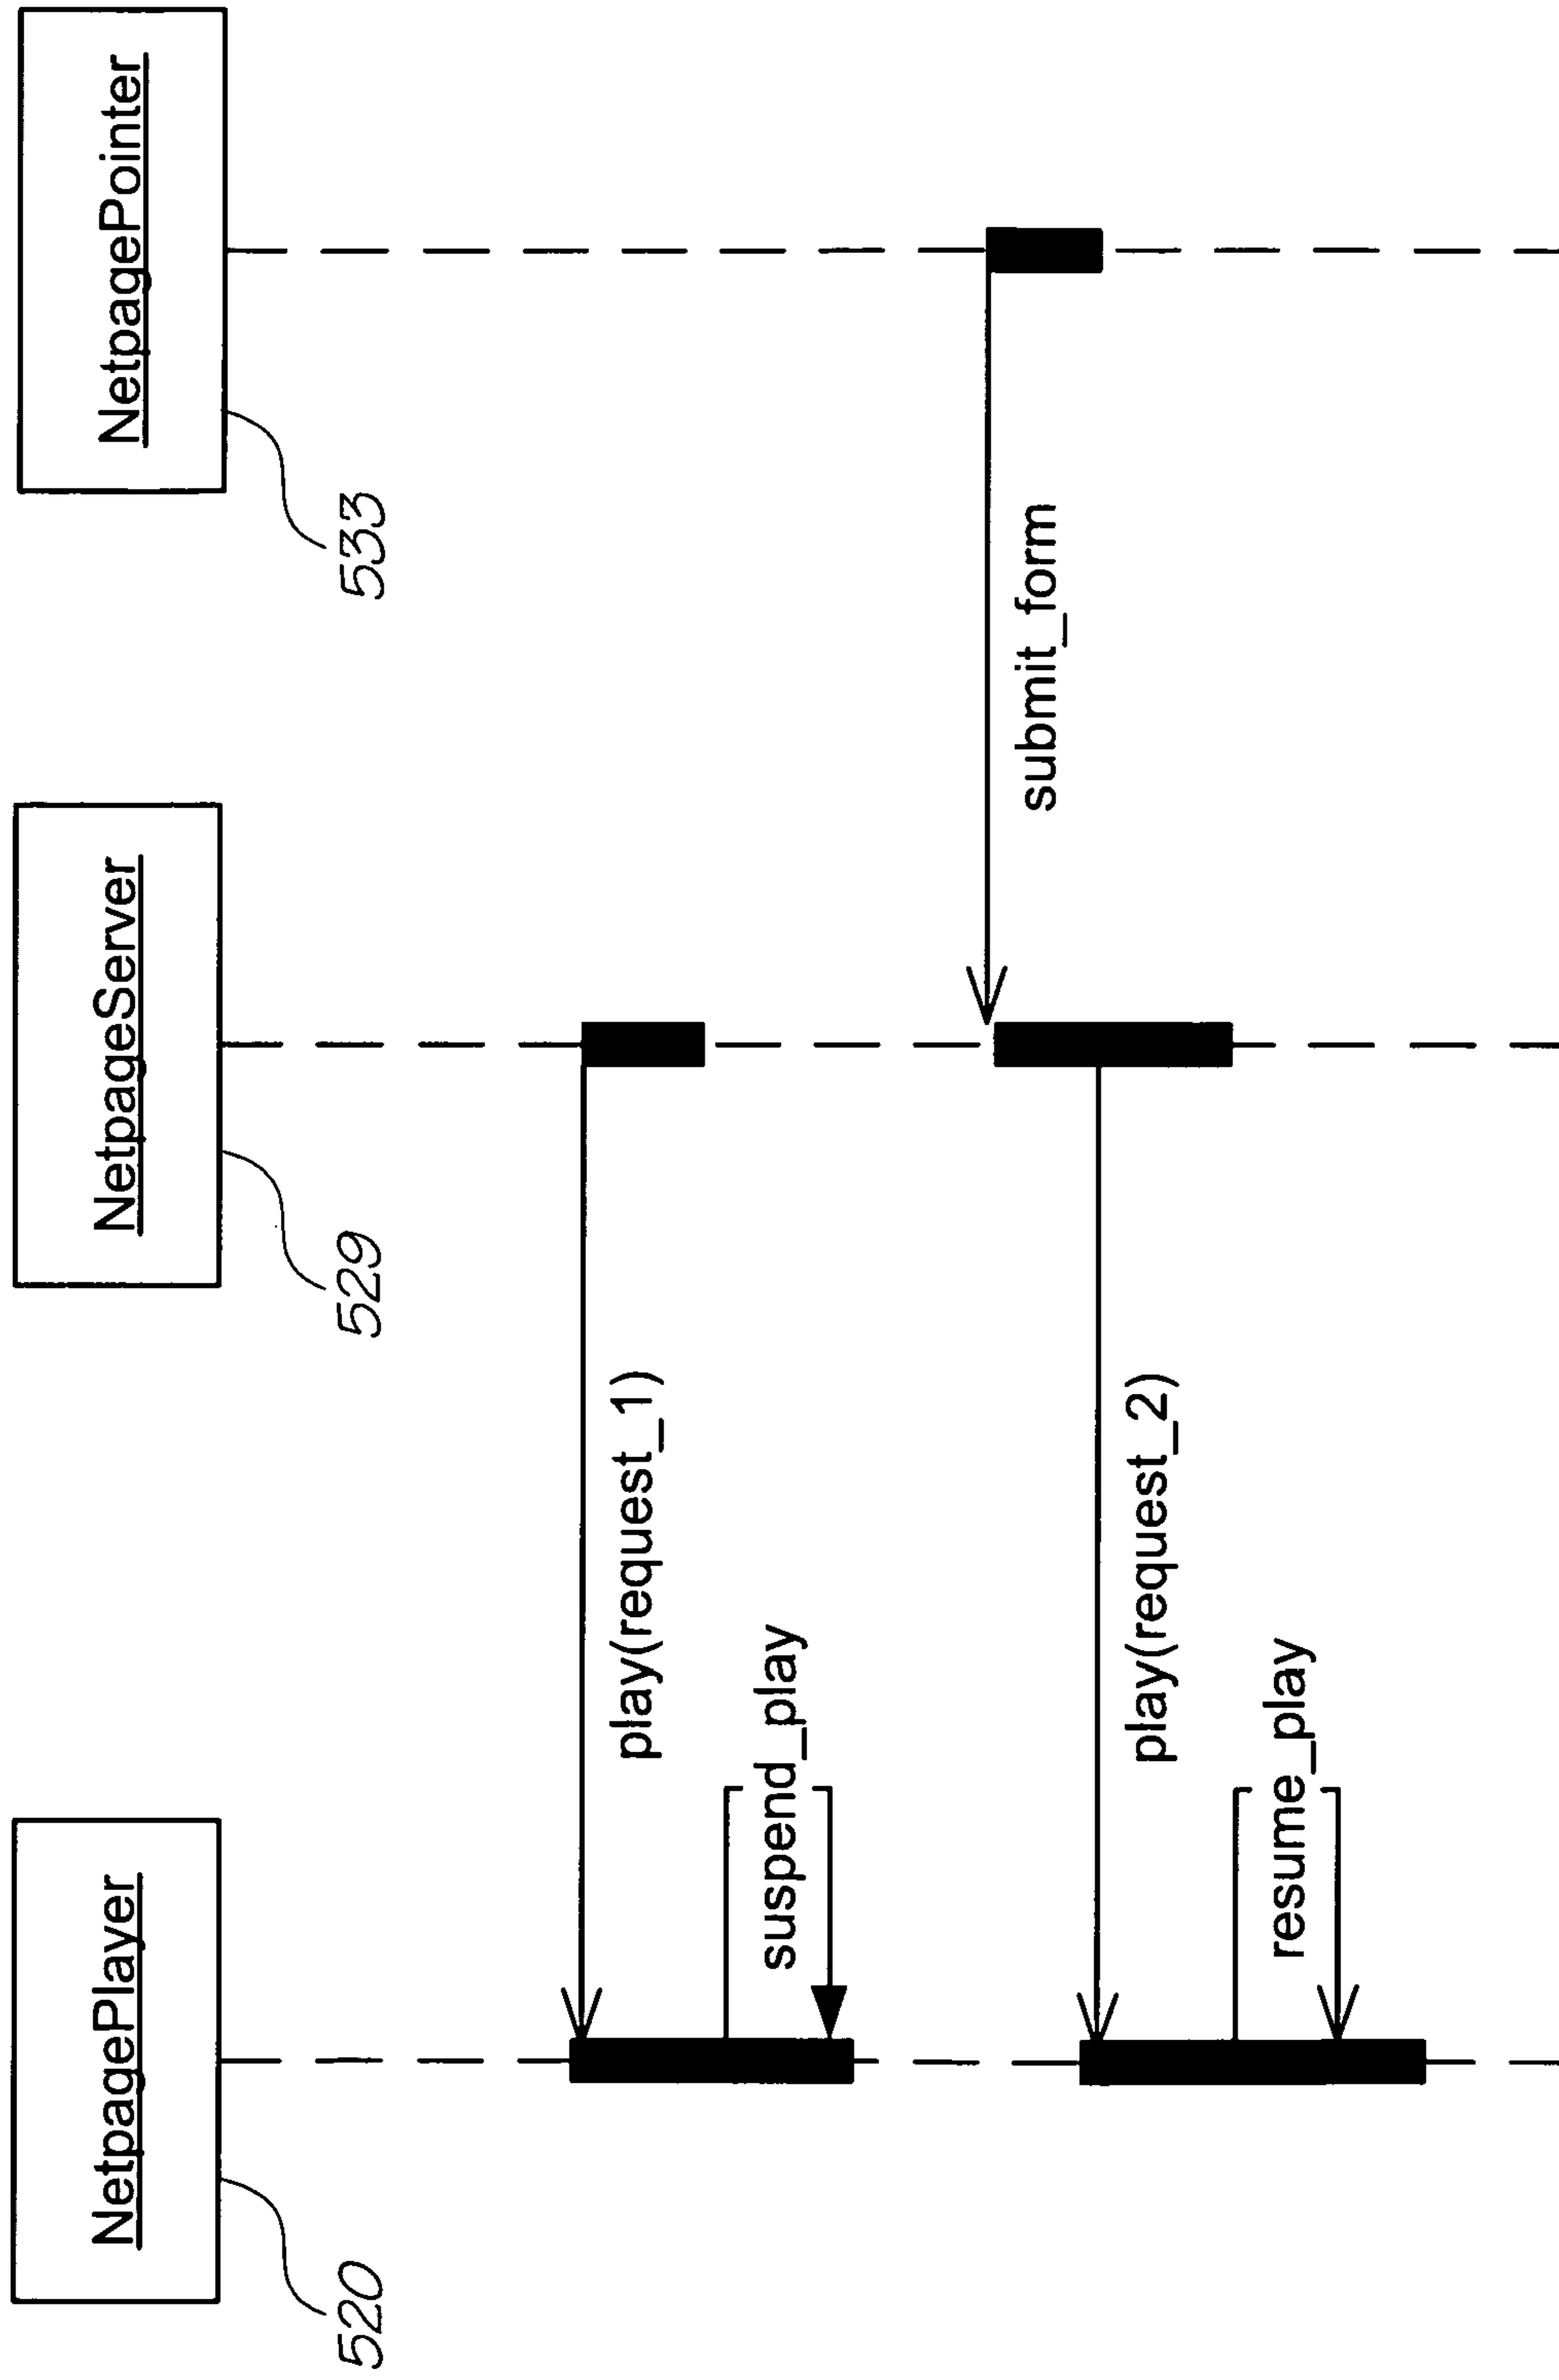 NetpagePlayer
NetpageServer
NetpagePointer
520
529
533
play(request_1)
suspend_play
submit_form
play(request_2)
resume_play